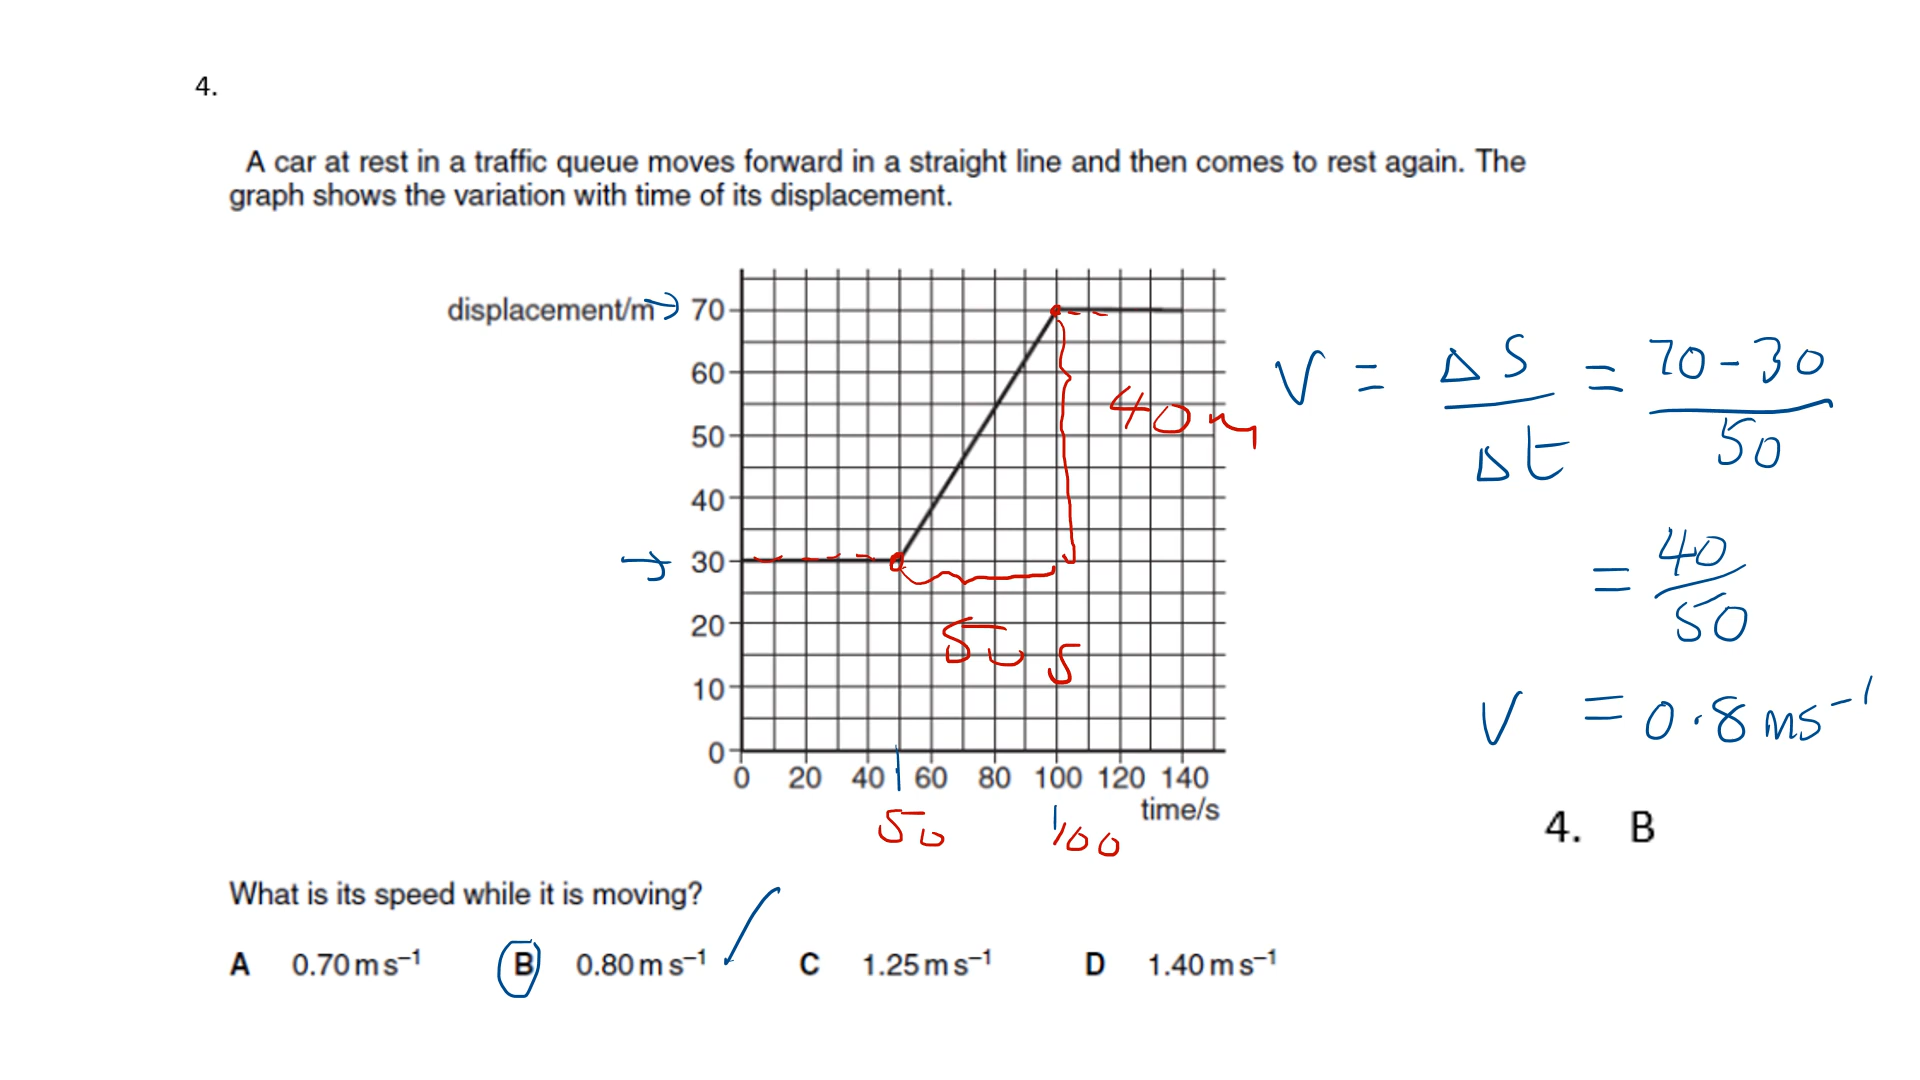 4.
A car at rest in a traffic queue moves forward in a straight line and then comes to rest again. The
graph shows the variation with time of its displacement.
displacement/m → 70
60
50
40
→ 30
20
10
0
0 20 40 60 80 100 120 140
time/s
50
100
40 m
50 s
V = ΔS/Δt = 70-30/50
= 40/50
V = 0.8 ms⁻¹
4. B
What is its speed while it is moving?
A 0.70 m s⁻¹ B 0.80 m s⁻¹ ✓ C 1.25 m s⁻¹ D 1.40 m s⁻¹